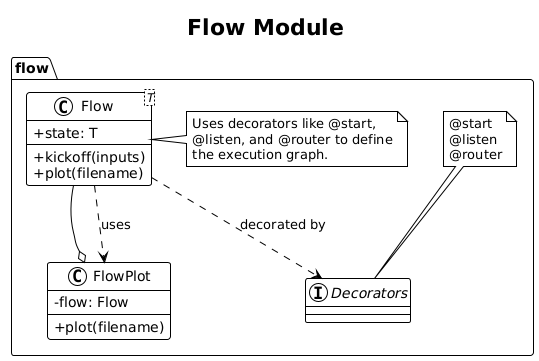 Flow Module
flow
T
C Flow
+state: T
+kickoff(inputs)
+plot(filename)
Uses decorators like @start,
@listen, and @router to define
the execution graph.
@start
@listen
@router
uses
decorated by
C FlowPlot
-flow: Flow
+plot(filename)
I Decorators